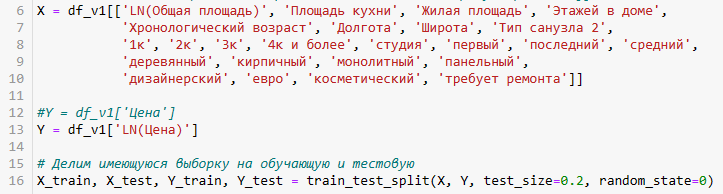 6 X = df_v1[['LN(Общая площадь)', 'Площадь кухни', 'Жилая площадь', 'Этажей в доме',
7 'Хронологический возраст', 'Долгота', 'Широта', 'Тип санузла 2',
8 '1к', '2к', '3к', '4к и более', 'студия', 'первый', 'последний', 'средний',
9 'деревянный', 'кирпичный', 'монолитный', 'панельный',
10 'дизайнерский', 'евро', 'косметический', 'требует ремонта']]
11
12 #Y = df_v1['Цена']
13 Y = df_v1['LN(Цена)']
14
15 # Делим имеющуюся выборку на обучающую и тестовую
16 X_train, X_test, Y_train, Y_test = train_test_split(X, Y, test_size=0.2, random_state=0)